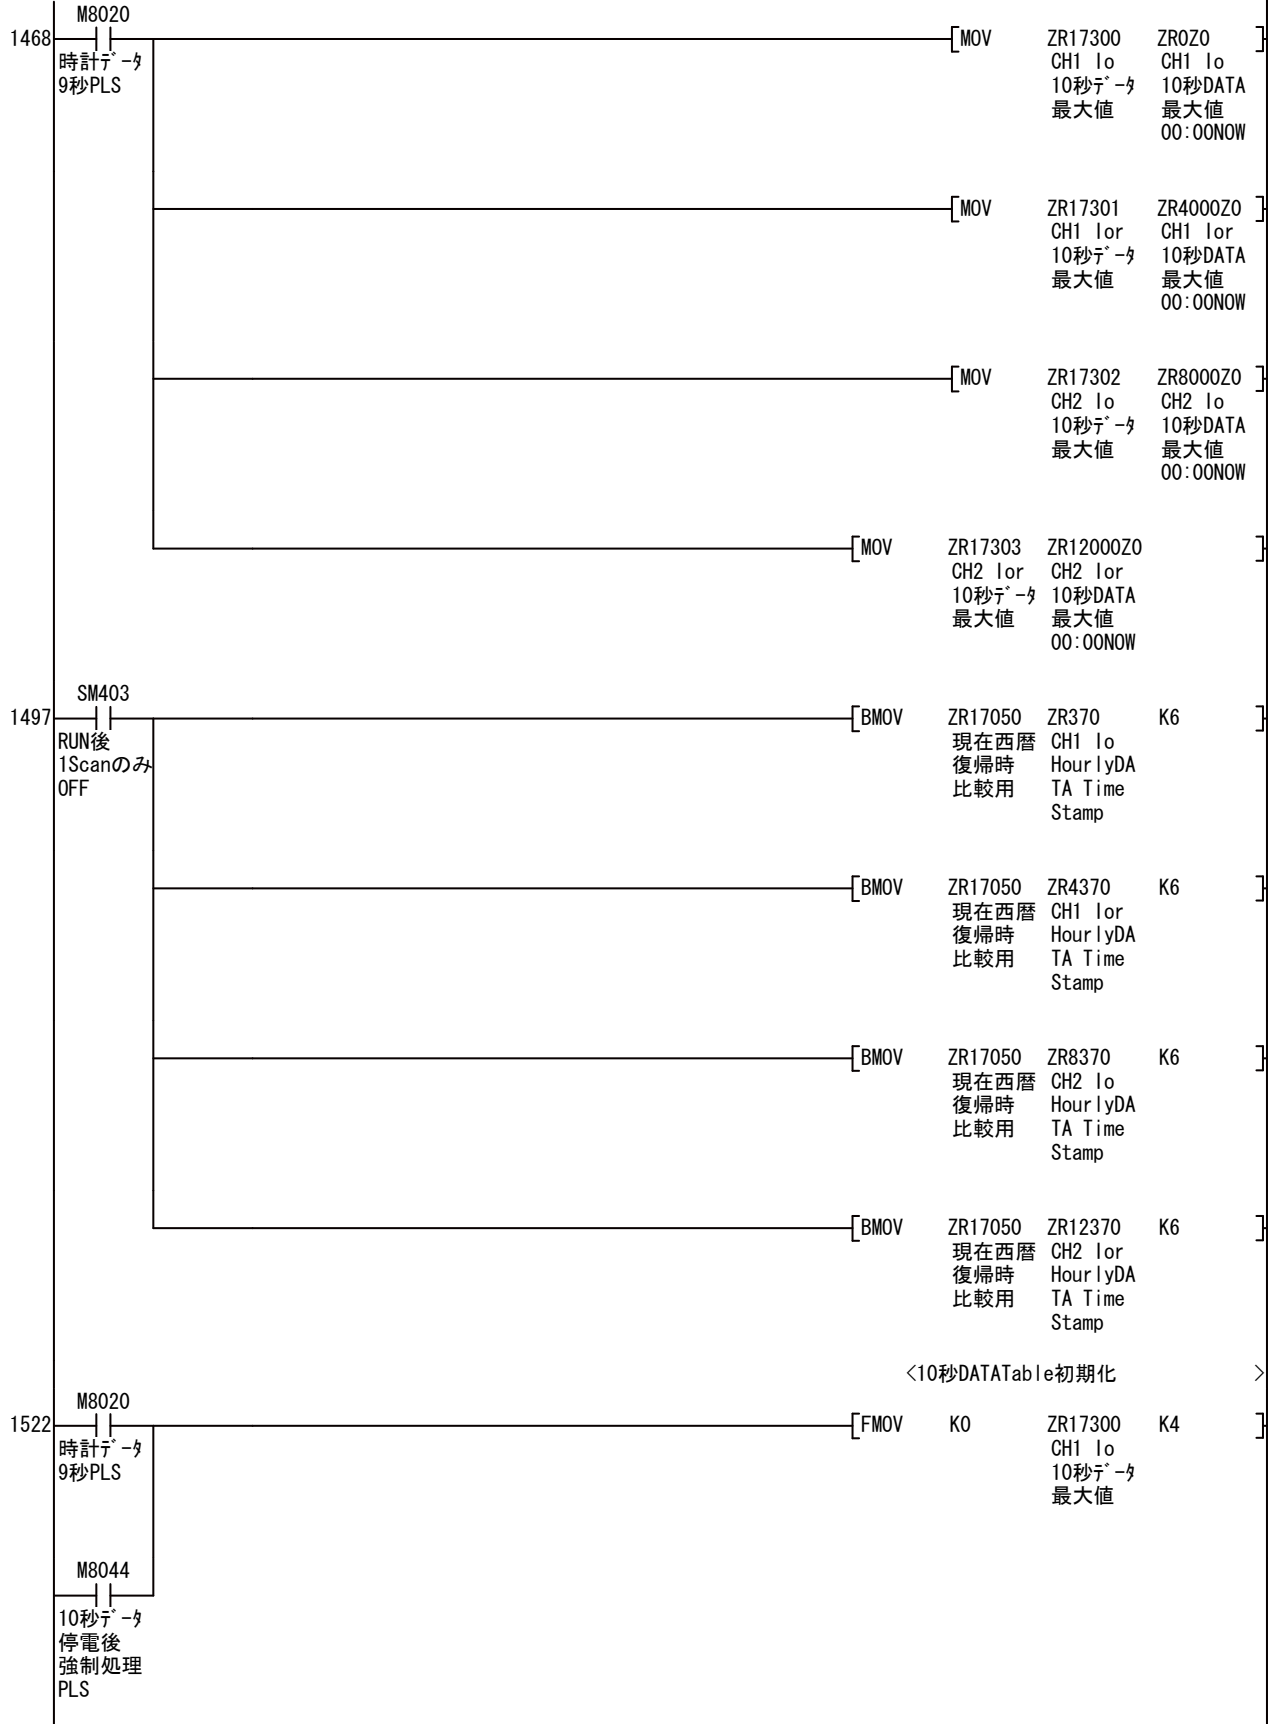 M8020
1468
時計ﾃﾞｰﾀ
9秒PLS
[MOV ZR17300 ZR0Z0 ]
CH1 Io CH1 Io
10秒ﾃﾞｰﾀ 10秒DATA
最大値 最大値
00:00NOW
[MOV ZR17301 ZR4000Z0 ]
CH1 Ior CH1 Ior
10秒ﾃﾞｰﾀ 10秒DATA
最大値 最大値
00:00NOW
[MOV ZR17302 ZR8000Z0 ]
CH2 Io CH2 Io
10秒ﾃﾞｰﾀ 10秒DATA
最大値 最大値
00:00NOW
[MOV ZR17303 ZR12000Z0 ]
CH2 Ior CH2 Ior
10秒ﾃﾞｰﾀ 10秒DATA
最大値 最大値
00:00NOW
SM403
1497
RUN後
1Scanのみ
OFF
[BMOV ZR17050 ZR370 K6 ]
現在西暦 CH1 Io
復帰時 HourlyDA
比較用 TA Time
Stamp
[BMOV ZR17050 ZR4370 K6 ]
現在西暦 CH1 Ior
復帰時 HourlyDA
比較用 TA Time
Stamp
[BMOV ZR17050 ZR8370 K6 ]
現在西暦 CH2 Io
復帰時 HourlyDA
比較用 TA Time
Stamp
[BMOV ZR17050 ZR12370 K6 ]
現在西暦 CH2 Ior
復帰時 HourlyDA
比較用 TA Time
Stamp
<10秒DATATable初期化 >
M8020
1522
時計ﾃﾞｰﾀ
9秒PLS
[FMOV K0 ZR17300 K4 ]
CH1 Io
10秒ﾃﾞｰﾀ
最大値
M8044
10秒ﾃﾞｰﾀ
停電後
強制処理
PLS